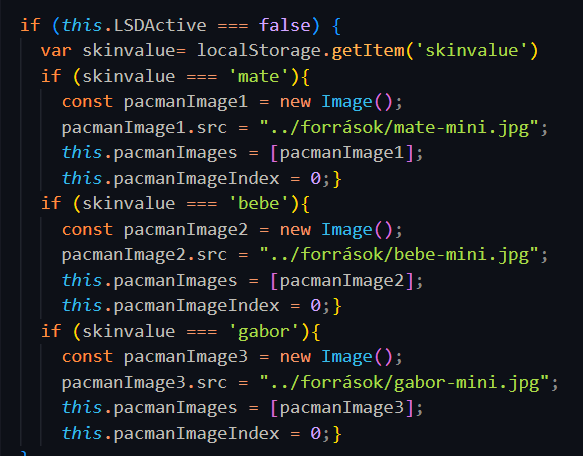 if (this.LSDActive === false) {
var skinvalue= localStorage.getItem('skinvalue')
if (skinvalue === 'mate'){
const pacmanImage1 = new Image();
pacmanImage1.src = "../források/mate-mini.jpg";
this.pacmanImages = [pacmanImage1];
this.pacmanImageIndex = 0;}
if (skinvalue === 'bebe'){
const pacmanImage2 = new Image();
pacmanImage2.src = "../források/bebe-mini.jpg";
this.pacmanImages = [pacmanImage2];
this.pacmanImageIndex = 0;}
if (skinvalue === 'gabor'){
const pacmanImage3 = new Image();
pacmanImage3.src = "../források/gabor-mini.jpg";
this.pacmanImages = [pacmanImage3];
this.pacmanImageIndex = 0;}
}